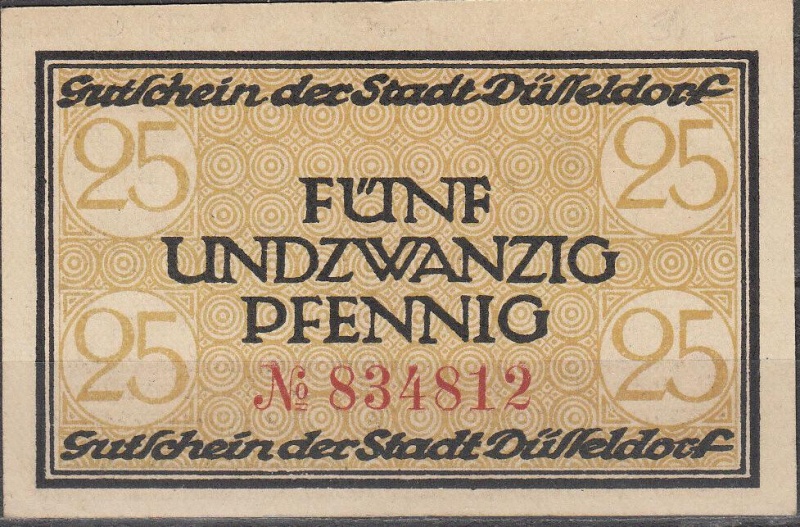 Gutſchein der Stadt Düſſeldorf
25 25
FÜNF
UNDZWANZIG
PFENNIG
25 25
№ 834812
Gutſchein der Stadt Düſſeldorf